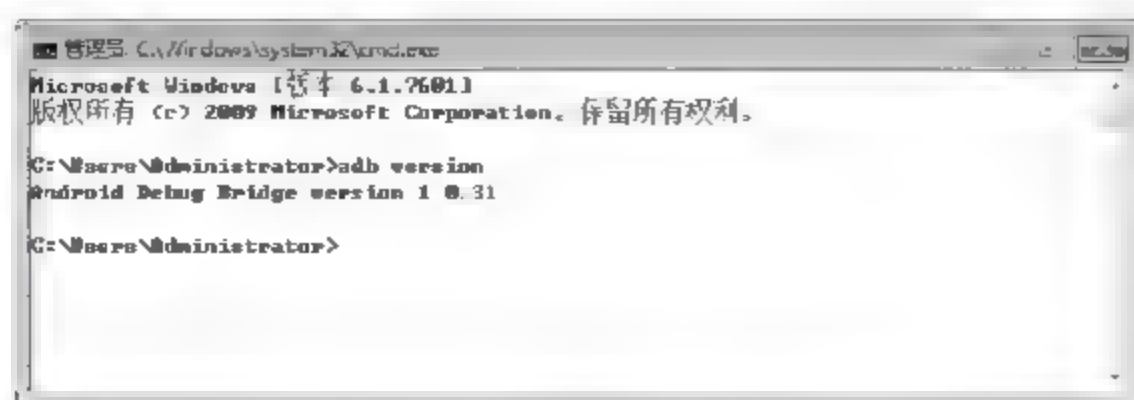 管理员: C:\Windows\system32\cmd.exe
Microsoft Windows [版本 6.1.7601]
版权所有 (c) 2009 Microsoft Corporation。保留所有权利。
C:\Users\Administrator>adb version
Android Debug Bridge version 1.0.31
C:\Users\Administrator>